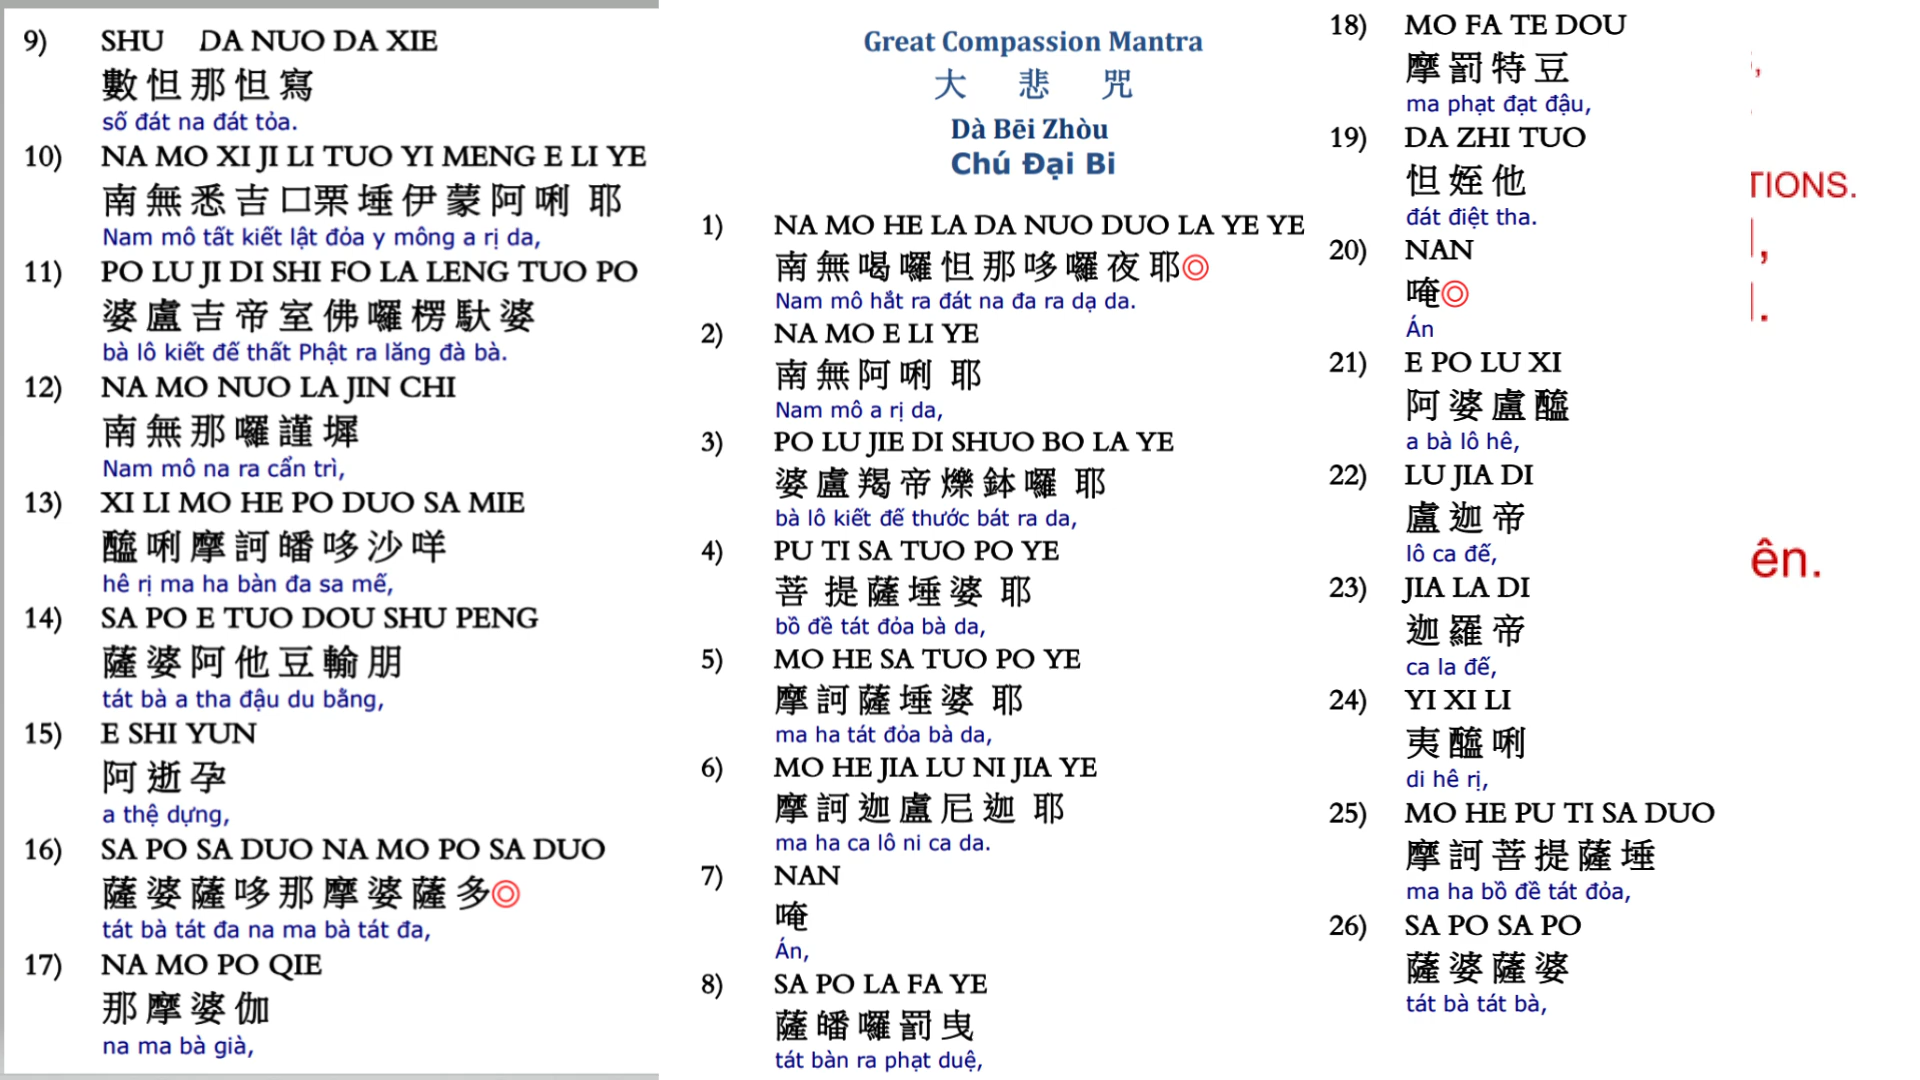 9) SHU DA NUO DA XIE
數怛那怛寫
số đát na đát tỏa.
10) NA MO XI JI LI TUO YI MENG E LI YE
南無悉吉口栗埵伊蒙阿唎 耶
Nam mô tất kiết lật đỏa y mông a rị da,
11) PO LU JI DI SHI FO LA LENG TUO PO
婆盧吉帝室佛囉楞馱婆
bà lô kiết đế thất Phật ra lăng đà bà.
12) NA MO NUO LA JIN CHI
南無那囉謹墀
Nam mô na ra cẩn trì,
13) XI LI MO HE PO DUO SA MIE
醯唎摩訶皤哆沙咩
hê rị ma ha bàn đa sa mế,
14) SA PO E TUO DOU SHU PENG
薩婆阿他豆輸朋
tát bà a tha đậu du bằng,
15) E SHI YUN
阿逝孕
a thệ dựng,
16) SA PO SA DUO NA MO PO SA DUO
薩婆薩哆那摩婆薩多◎
tát bà tát đa na ma bà tát đa,
17) NA MO PO QIE
那摩婆伽
na ma bà già,
Great Compassion Mantra
大 悲 咒
Dà Bēi Zhòu
Chú Đại Bi
1) NA MO HE LA DA NUO DUO LA YE YE
南無喝囉怛那哆囉夜耶◎
Nam mô hắt ra đát na đa ra dạ da.
2) NA MO E LI YE
南無阿唎 耶
Nam mô a rị da,
3) PO LU JIE DI SHUO BO LA YE
婆盧羯帝爍鉢囉 耶
bà lô kiết đế thước bát ra da,
4) PU TI SA TUO PO YE
菩 提薩埵婆 耶
bồ đề tát đỏa bà da,
5) MO HE SA TUO PO YE
摩訶薩埵婆 耶
ma ha tát đỏa bà da,
6) MO HE JIA LU NI JIA YE
摩訶迦盧尼迦 耶
ma ha ca lô ni ca da.
7) NAN
唵
Án,
8) SA PO LA FA YE
薩皤囉罰曳
tát bàn ra phạt duệ,
18) MO FA TE DOU
摩罰特豆
ma phạt đạt đậu,
19) DA ZHI TUO
怛姪他
đát điệt tha.
20) NAN
唵◎
Án
21) E PO LU XI
阿婆盧醯
a bà lô hê,
22) LU JIA DI
盧迦帝
lô ca đế,
23) JIA LA DI
迦羅帝
ca la đế,
24) YI XI LI
夷醯唎
di hê rị,
25) MO HE PU TI SA DUO
摩訶菩提薩埵
ma ha bồ đề tát đỏa,
26) SA PO SA PO
薩婆薩婆
tát bà tát bà,
TIONS.
ên.